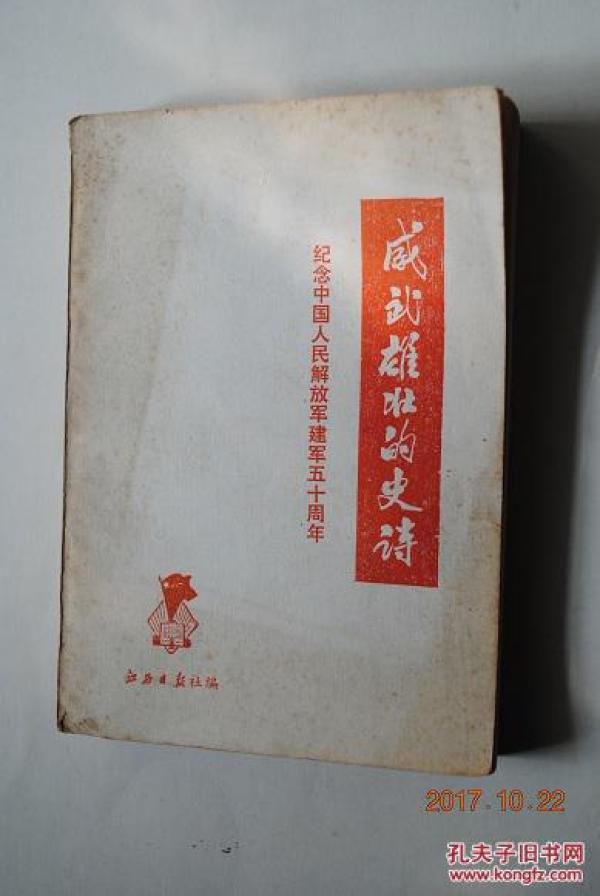 威武雄壮的史诗
纪念中国人民解放军建军五十周年
江西日报社编
2017.10.22
孔夫子旧书网
kongfz.com